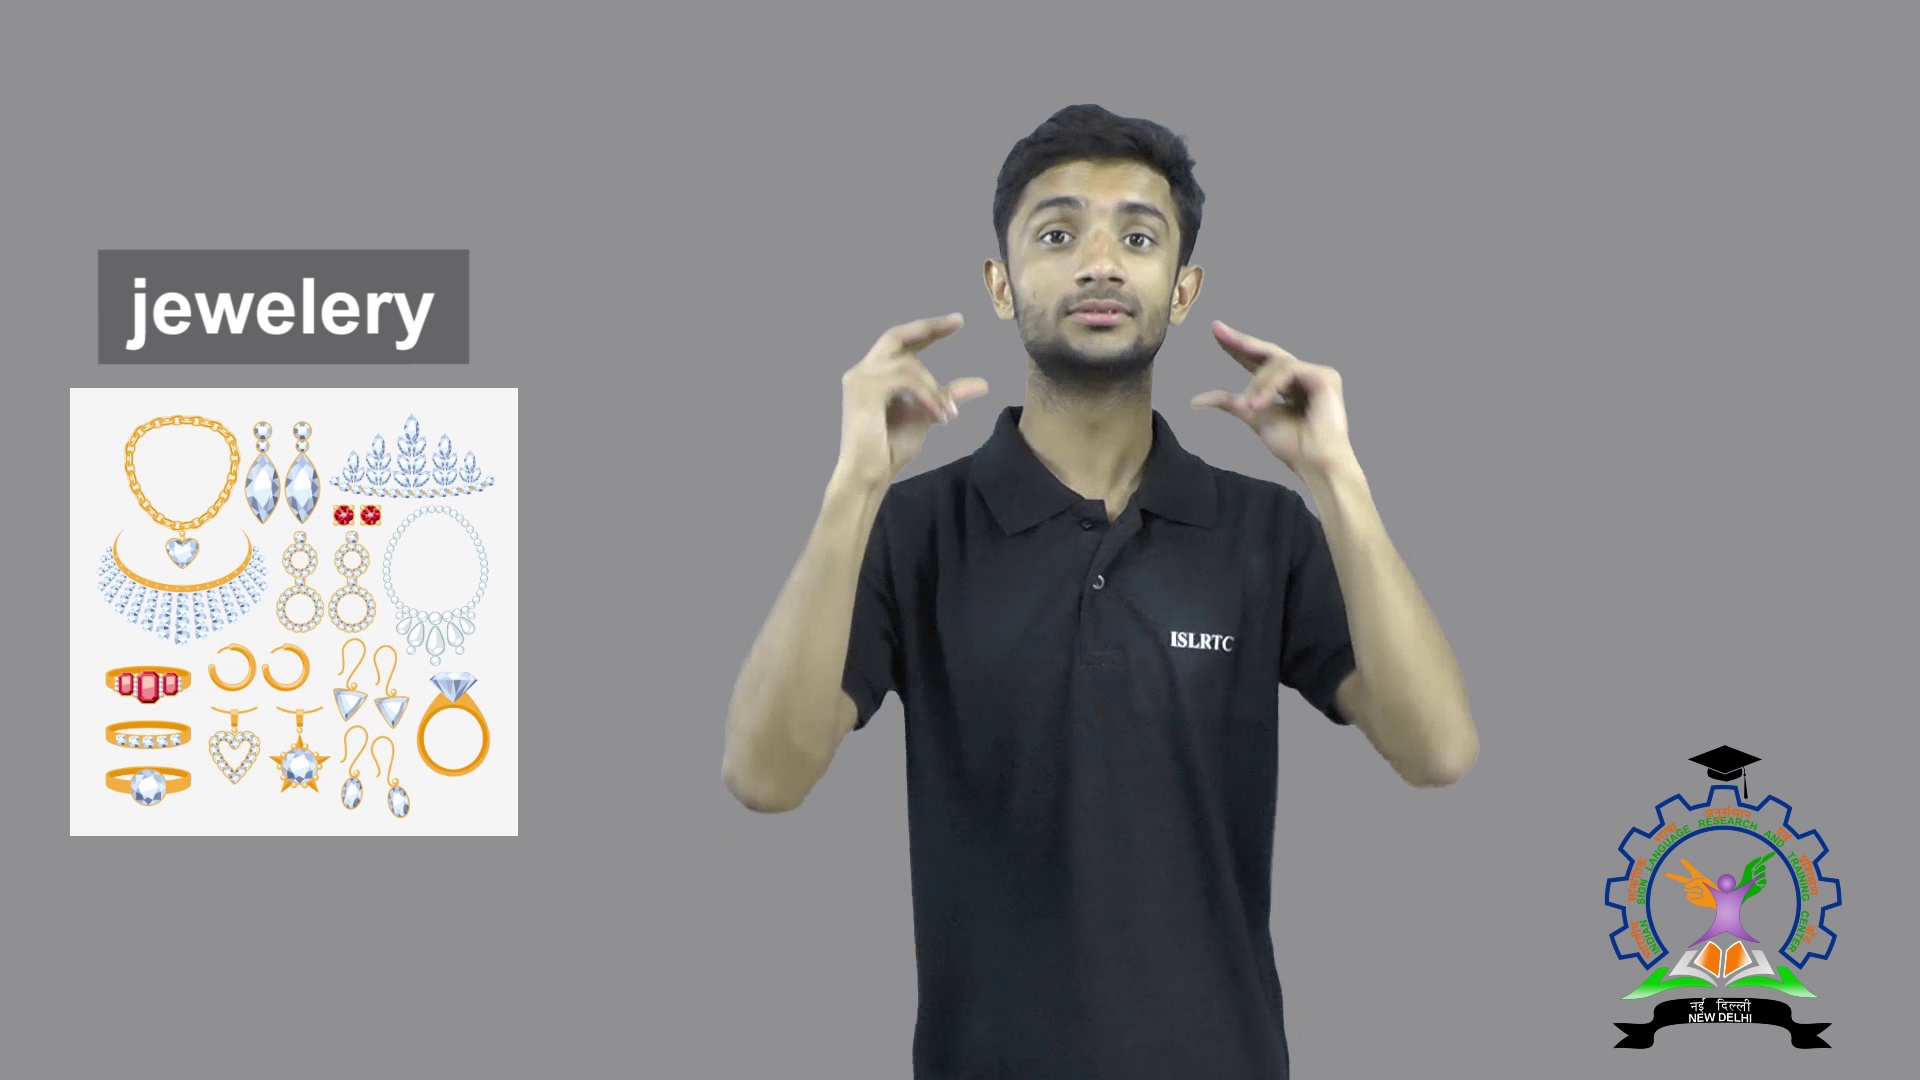 jewelery
ISLRTC
INDIAN SIGN LANGUAGE RESEARCH AND TRAINING CENTER
नई दिल्ली
NEW DELHI